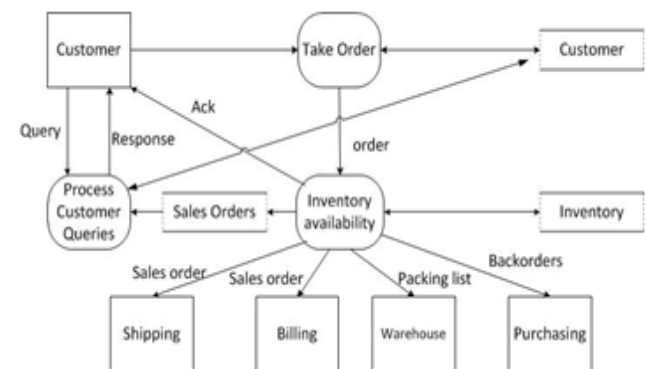 Customer
Take Order
Customer
Ack
Query
Response
order
Process
Customer
Queries
Sales Orders
Inventory
availability
Inventory
Sales order
Sales order
Packing list
Backorders
Shipping
Billing
Warehouse
Purchasing